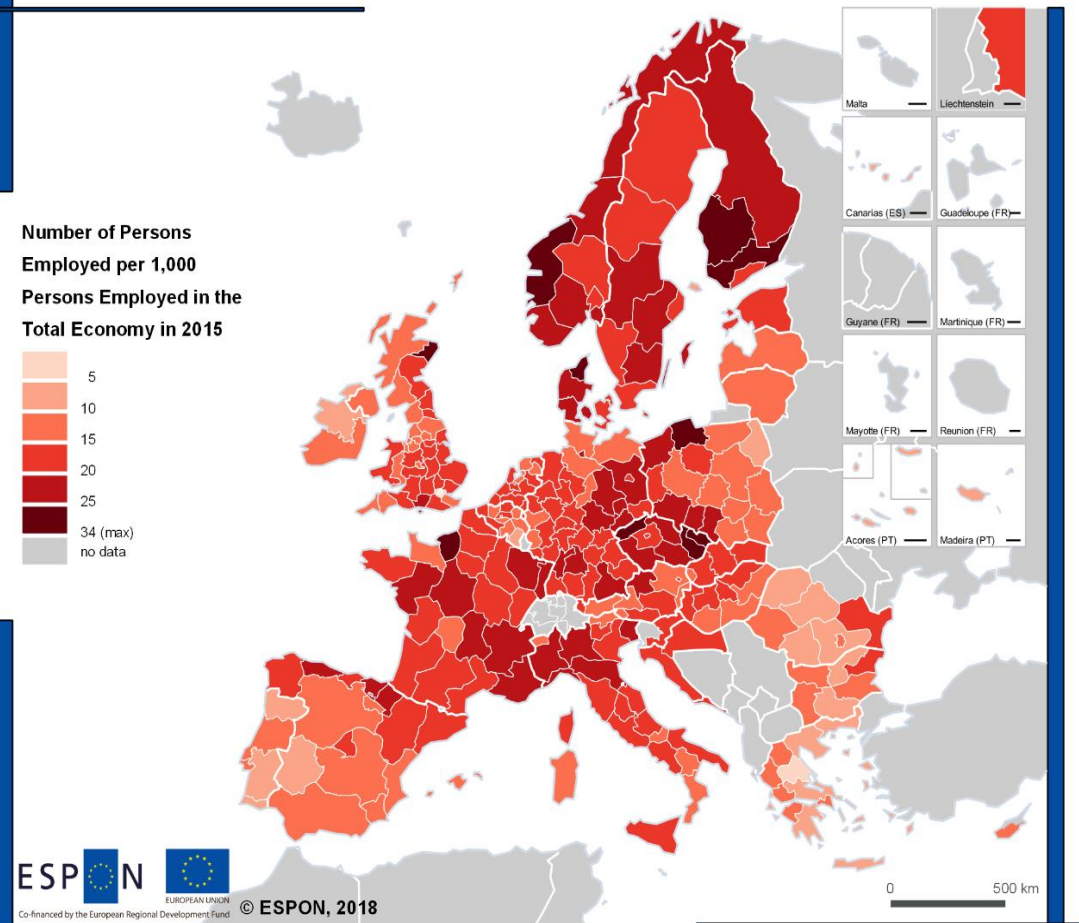 Number of Persons
Employed per 1,000
Persons Employed in the
Total Economy in 2015
5
10
15
20
25
34 (max)
no data
Malta
Liechtenstein
Canarias (ES)
Guadeloupe (FR)
Guyane (FR)
Martinique (FR)
Mayotte (FR)
Reunion (FR)
Acores (PT)
Madeira (PT)
ESPON
EUROPEAN UNION
Co-financed by the European Regional Development Fund
© ESPON, 2018
0 500 km